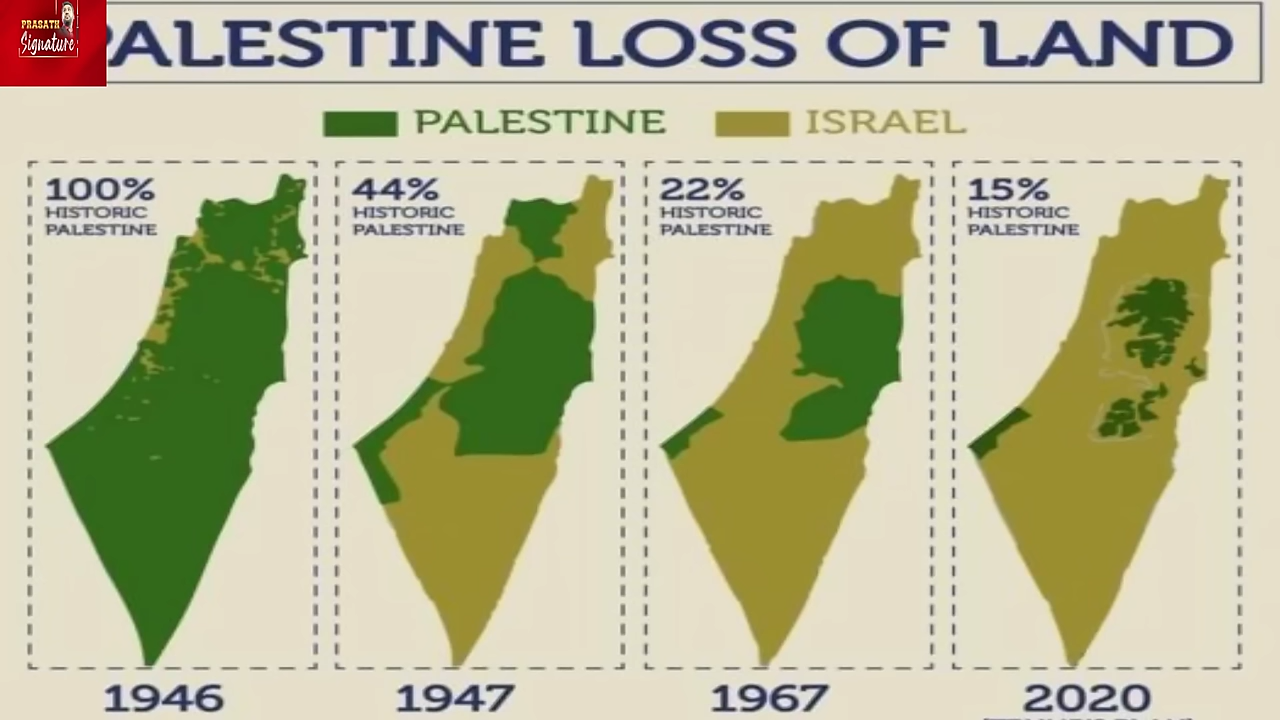 PRASATH
Signature
PALESTINE LOSS OF LAND
PALESTINE
ISRAEL
100%
HISTORIC
PALESTINE
44%
HISTORIC
PALESTINE
22%
HISTORIC
PALESTINE
15%
HISTORIC
PALESTINE
1946
1947
1967
2020